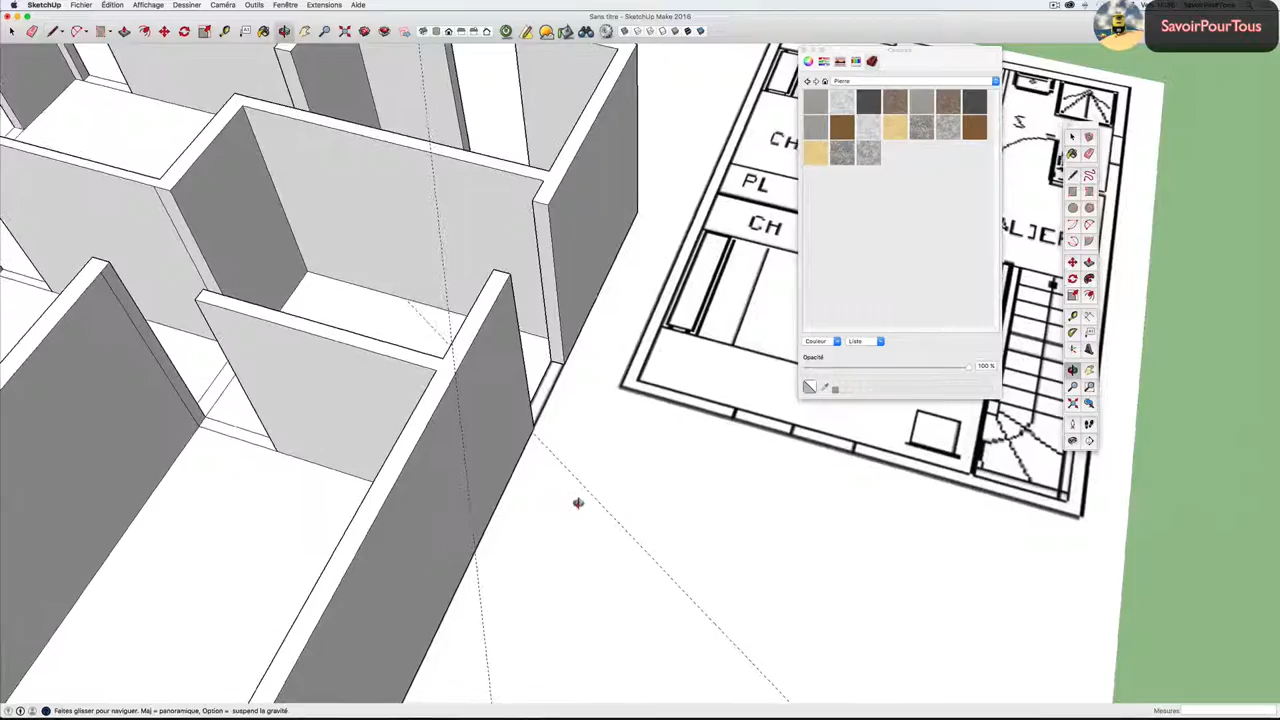 SketchUp Fichier Édition Affichage Dessiner Caméra Outils Fenêtre Extensions Aide
SavoirPourTous
Sans titre - SketchUp Make 2016
SavoirPourTous
Pierre
CH
PL
CH
S
Couleur Liste
Opacité
100 %
Faites glisser pour naviguer. Maj = panoramique, Option = suspend la gravité.
Mesures